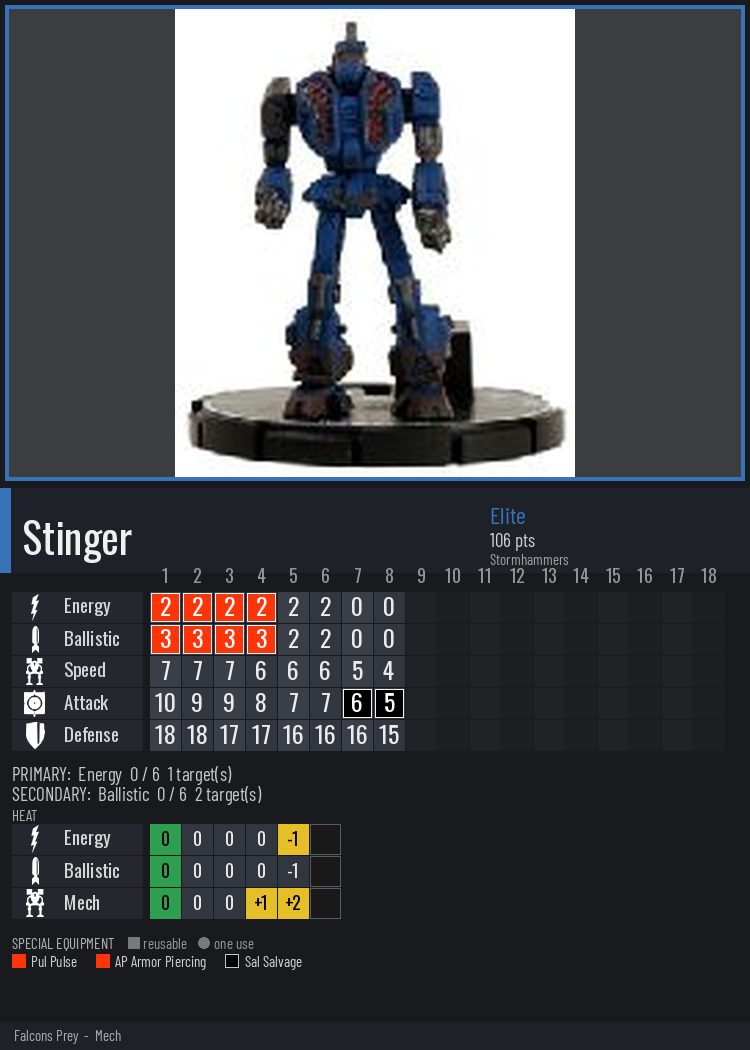 Stinger
Elite
106 pts
Stormhammers
1 2 3 4 5 6 7 8 9 10 11 12 13 14 15 16 17 18
Energy 2 2 2 2 2 2 0 0
Ballistic 3 3 3 3 2 2 0 0
Speed 7 7 7 6 6 6 5 4
Attack 10 9 9 8 7 7 6 5
Defense 18 18 17 17 16 16 16 15
PRIMARY: Energy 0 / 6 1 target(s)
SECONDARY: Ballistic 0 / 6 2 target(s)
HEAT
Energy 0 0 0 0 -1
Ballistic 0 0 0 0 -1
Mech 0 0 0 +1 +2
SPECIAL EQUIPMENT reusable one use
Pul Pulse AP Armor Piercing Sal Salvage
Falcons Prey - Mech